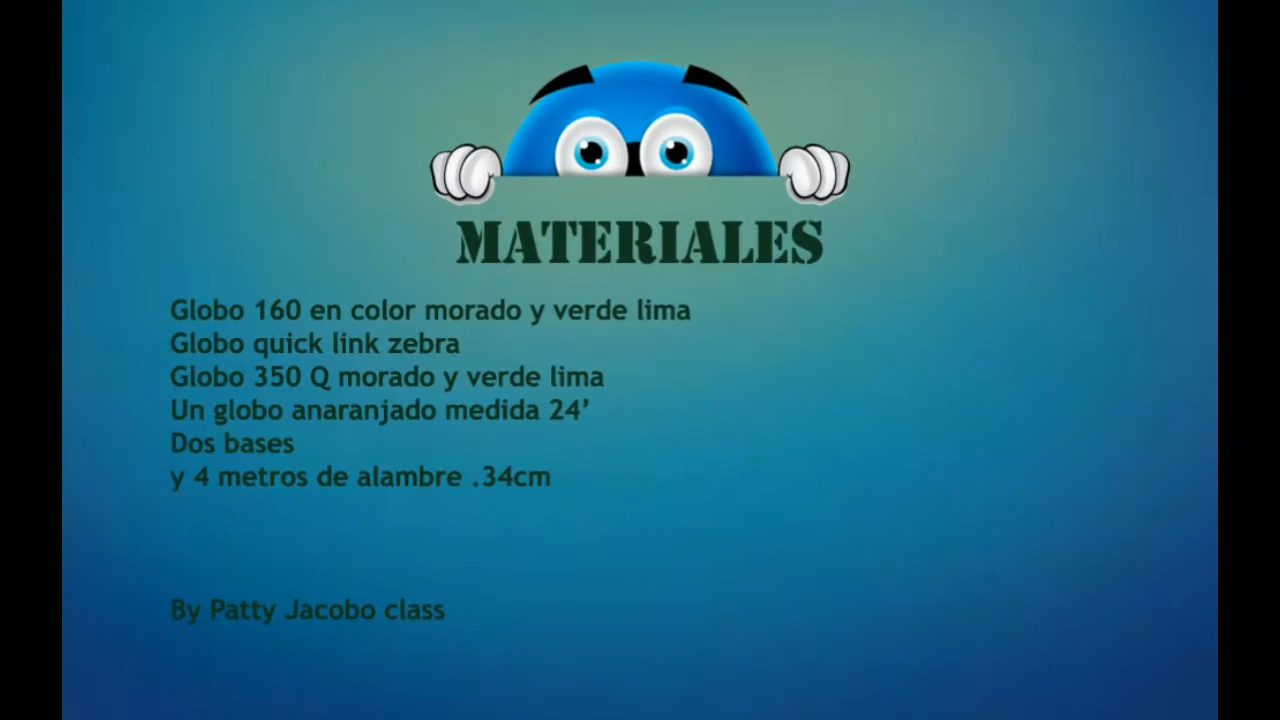 MATERIALES
Globo 160 en color morado y verde lima
Globo quick link zebra
Globo 350 Q morado y verde lima
Un globo anaranjado medida 24’
Dos bases
y 4 metros de alambre .34cm
By Patty Jacobo class